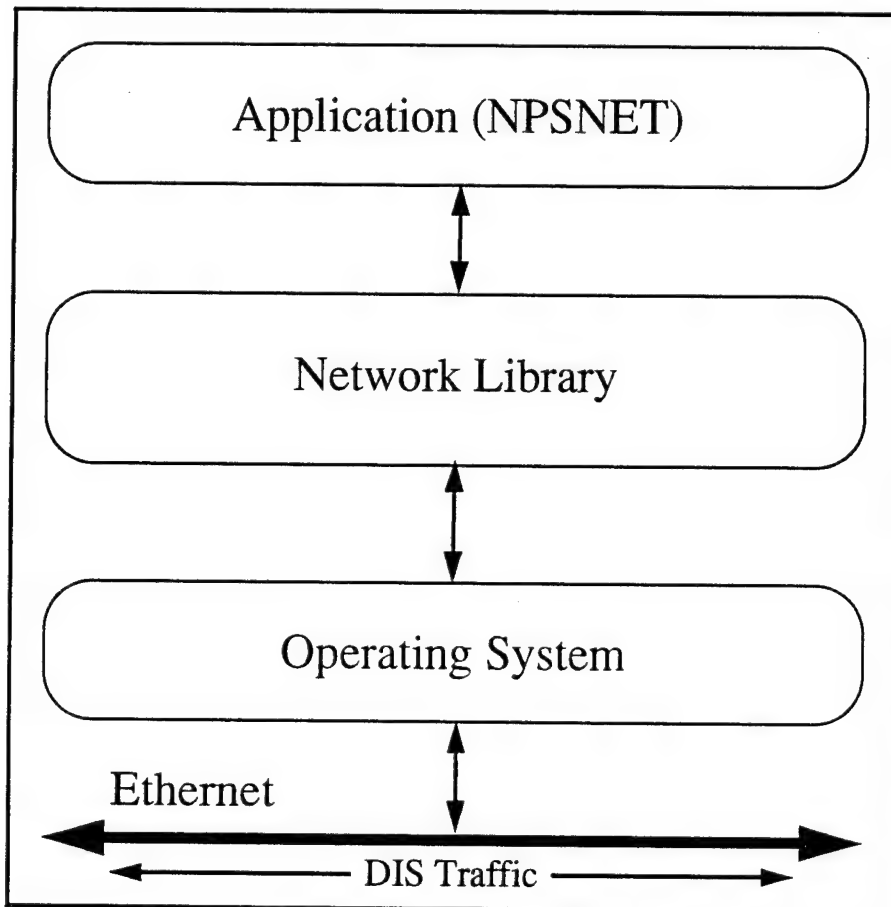 Application (NPSNET)
Network Library
Operating System
Ethernet
DIS Traffic